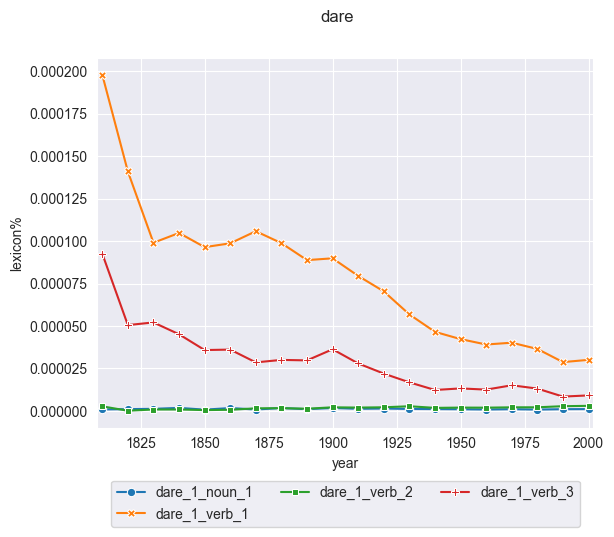 dare
0.000200
0.000175
0.000150
0.000125
0.000100
0.000075
0.000050
0.000025
0.000000
lexicon%
1825 1850 1875 1900 1925 1950 1975 2000
year
dare_1_noun_1 dare_1_verb_2 dare_1_verb_3
dare_1_verb_1